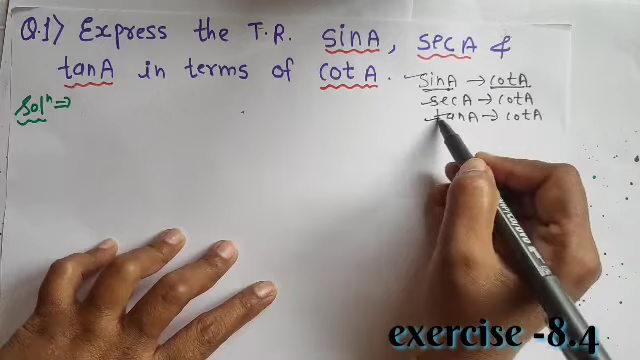 Q.1) Express the T.R. sinA, secA &
tanA in terms of cotA.
sinA → cotA
secA → cotA
tanA → cotA
Solⁿ ⇒
exercise -8.4